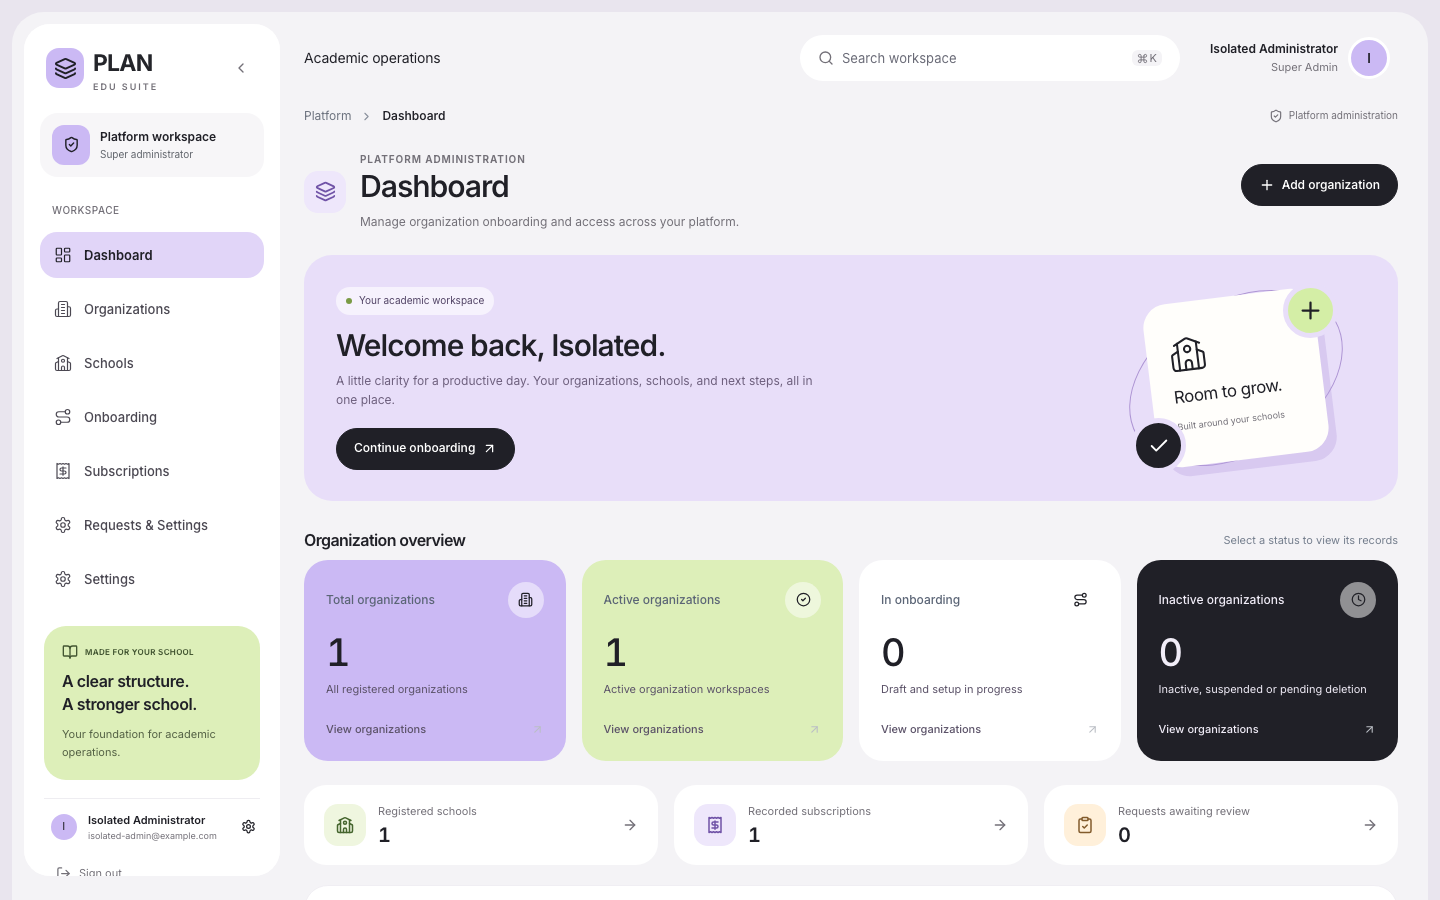 PLAN
EDU SUITE
Platform workspace
Super administrator
WORKSPACE
Dashboard
Organizations
Schools
Onboarding
Subscriptions
Requests & Settings
Settings
MADE FOR YOUR SCHOOL
A clear structure.
A stronger school.
Your foundation for academic
operations.
I
Isolated Administrator
isolated-admin@example.com
Sign out
Academic operations
Search workspace
⌘K
Isolated Administrator
Super Admin
I
Platform
Dashboard
Platform administration
PLATFORM ADMINISTRATION
Dashboard
Manage organization onboarding and access across your platform.
Add organization
Your academic workspace
Welcome back, Isolated.
A little clarity for a productive day. Your organizations, schools, and next steps, all in
one place.
Continue onboarding
Room to grow.
Built around your schools
Organization overview
Select a status to view its records
Total organizations
1
All registered organizations
View organizations
Active organizations
1
Active organization workspaces
View organizations
In onboarding
0
Draft and setup in progress
View organizations
Inactive organizations
0
Inactive, suspended or pending deletion
View organizations
Registered schools
1
Recorded subscriptions
1
Requests awaiting review
0